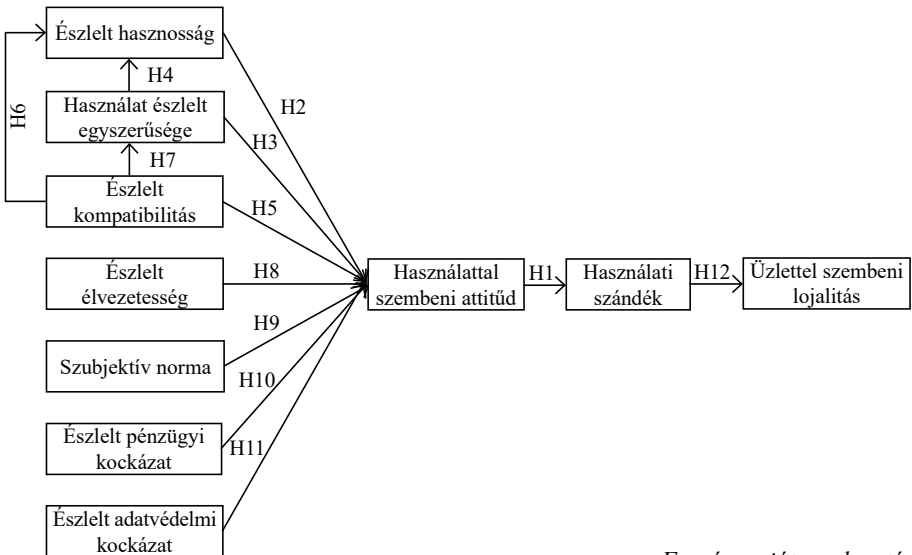 Észlelt hasznosság
H4
H2
H6
Használat észlelt
egyszerűsége
H3
H7
Észlelt
kompatibilitás
H5
Észlelt
élvezetesség
H8
Használattal
szembeni attitűd
H1
Használati
szándék
H12
Üzlettel szembeni
lojalitás
H9
Szubjektív norma
H10
Észlelt pénzügyi
kockázat
H11
Észlelt adatvédelmi
kockázat